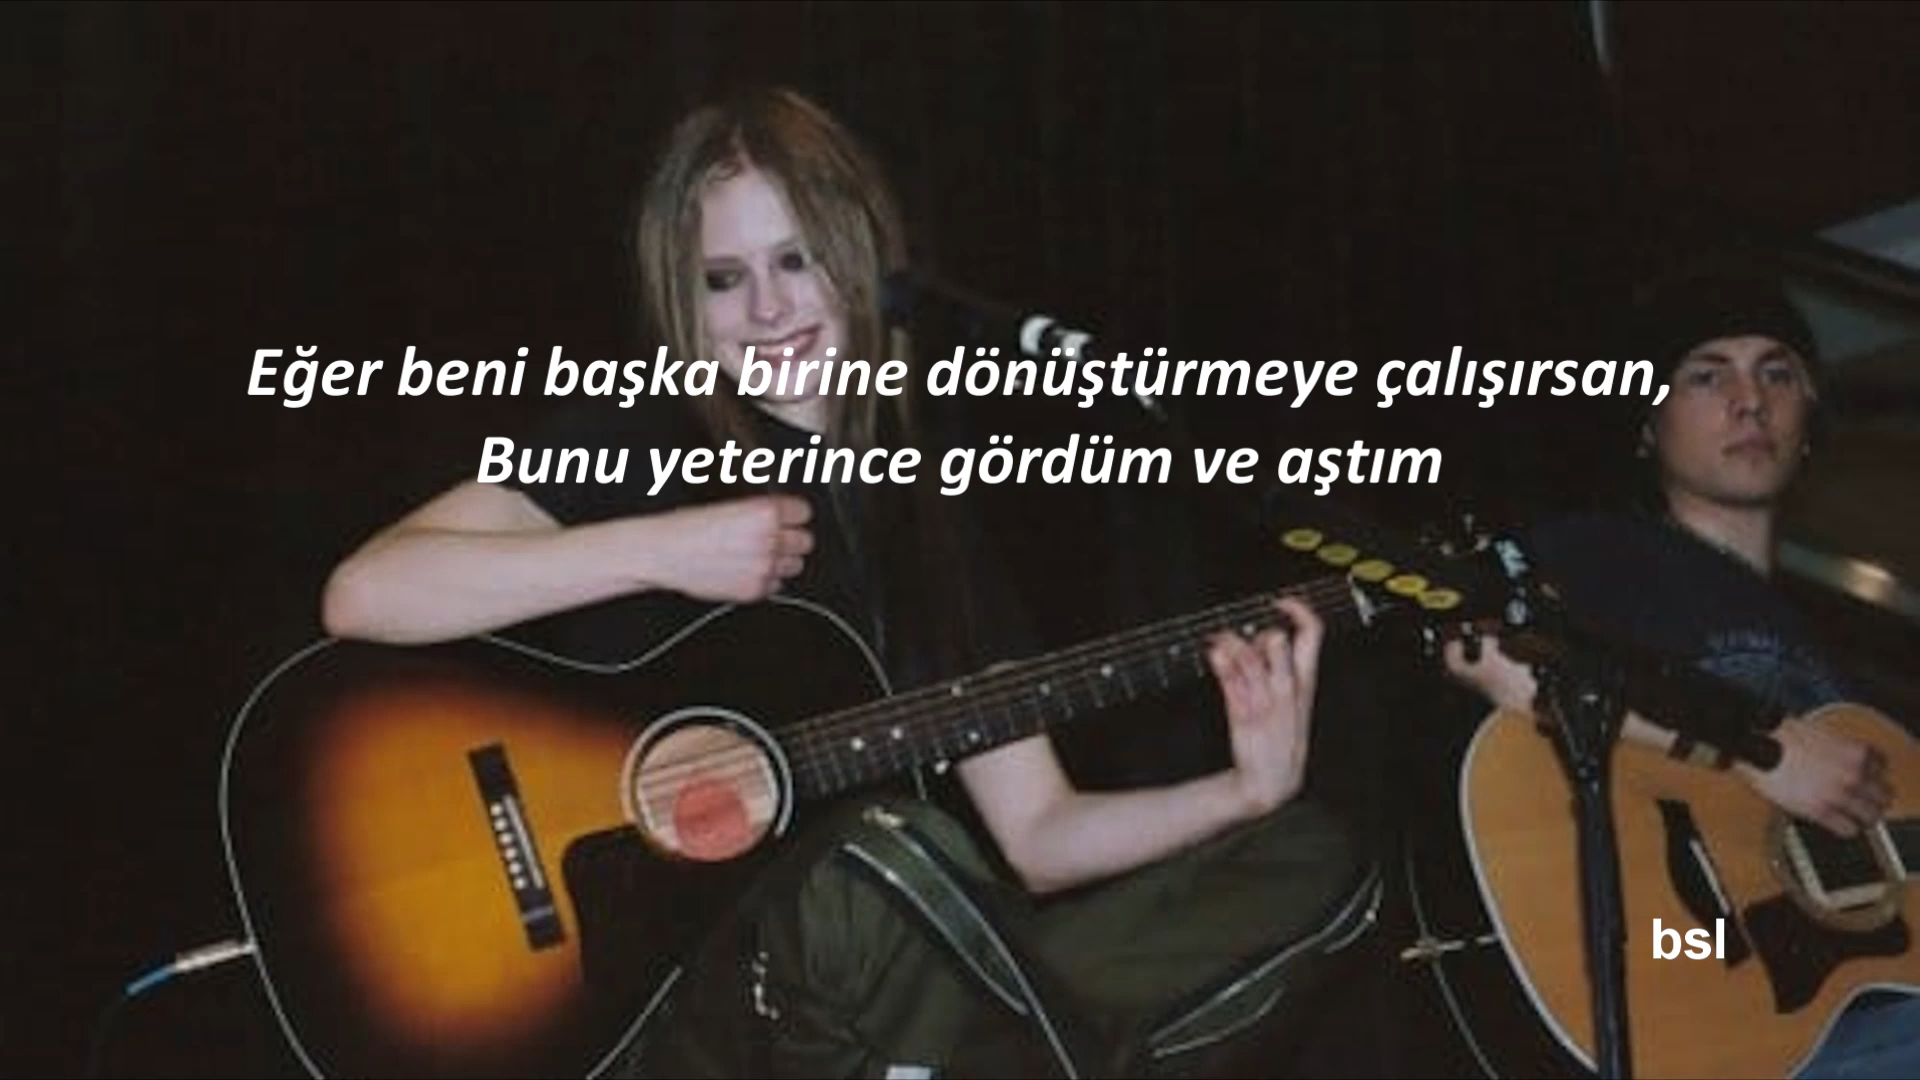 Eğer beni başka birine dönüştürmeye çalışırsan,
Bunu yeterince gördüm ve aştım
bsl